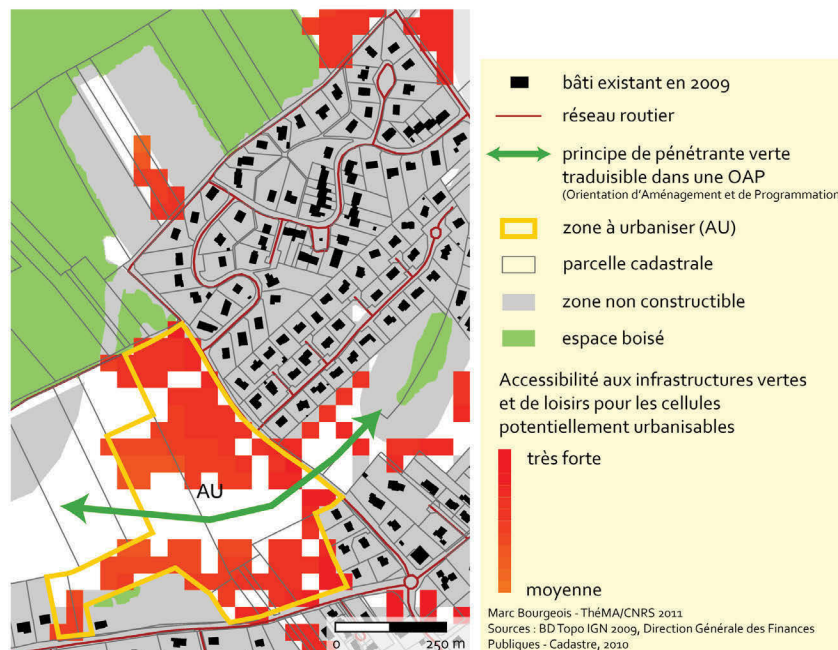 AU
0 250 m
bâti existant en 2009
réseau routier
principe de pénétrante verte
traduisible dans une OAP
(Orientation d'Aménagement et de Programmation
zone à urbaniser (AU)
parcelle cadastrale
zone non constructible
espace boisé
Accessibilité aux infrastructures vertes
et de loisirs pour les cellules
potentiellement urbanisables
très forte
moyenne
Marc Bourgeois - ThéMA/CNRS 2011
Sources : BD Topo IGN 2009, Direction Générale des Finances
Publiques - Cadastre, 2010